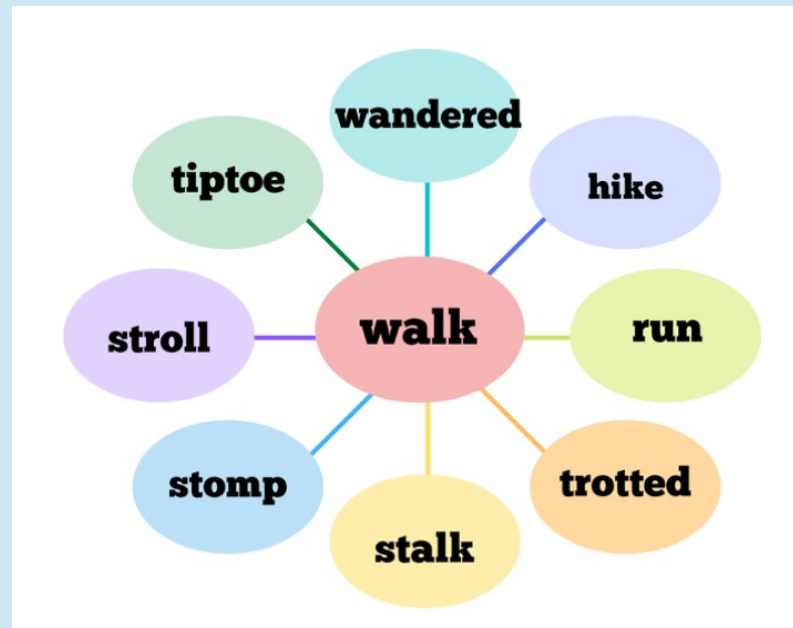 wandered
tiptoe
hike
walk
stroll
run
stomp
trotted
stalk